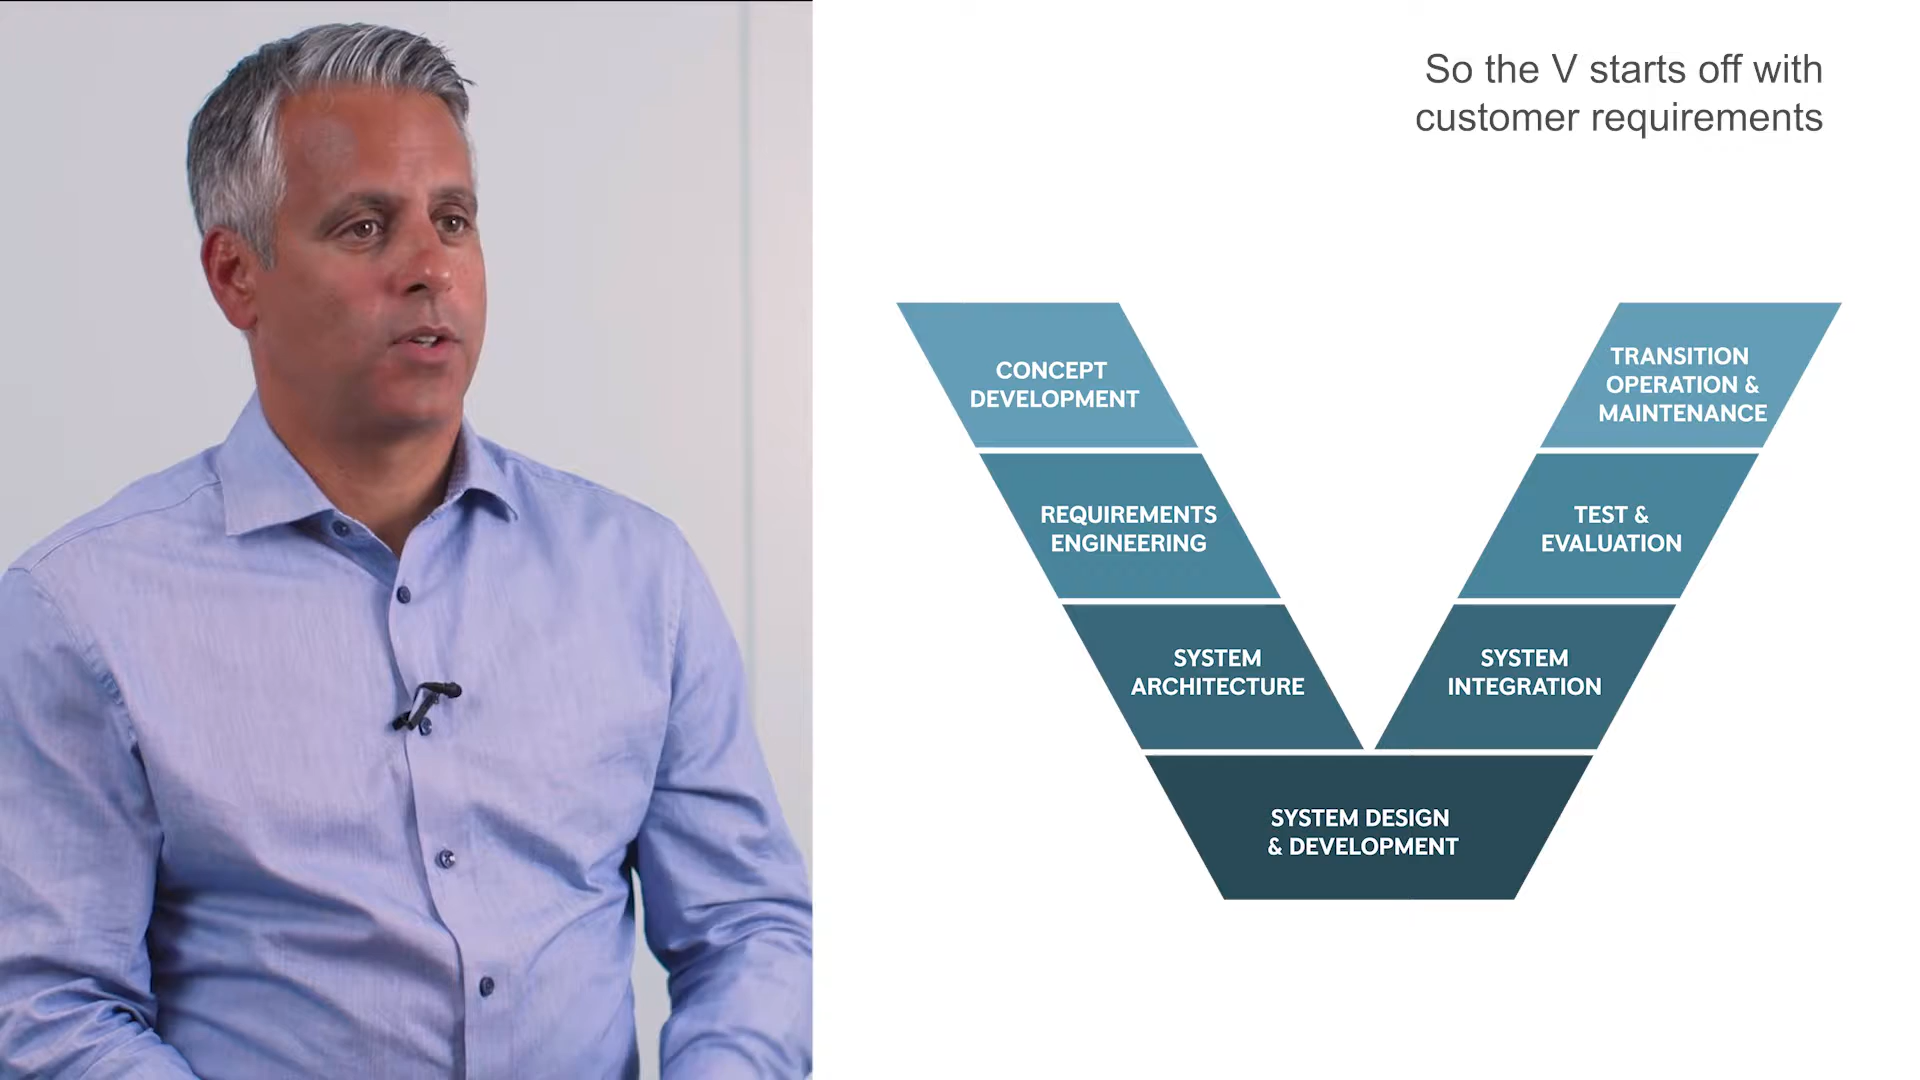 So the V starts off with
customer requirements
CONCEPT
DEVELOPMENT
REQUIREMENTS
ENGINEERING
SYSTEM
ARCHITECTURE
SYSTEM DESIGN
& DEVELOPMENT
SYSTEM
INTEGRATION
TEST &
EVALUATION
TRANSITION
OPERATION &
MAINTENANCE